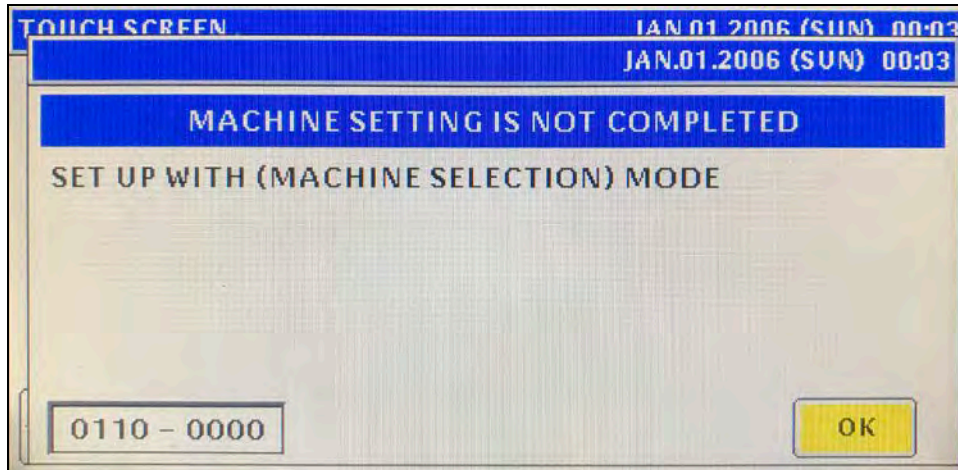 TOUCH SCREEN JAN 01 2006 (SUN) 00:03
JAN.01.2006 (SUN) 00:03
MACHINE SETTING IS NOT COMPLETED
SET UP WITH (MACHINE SELECTION) MODE
0110 - 0000
OK